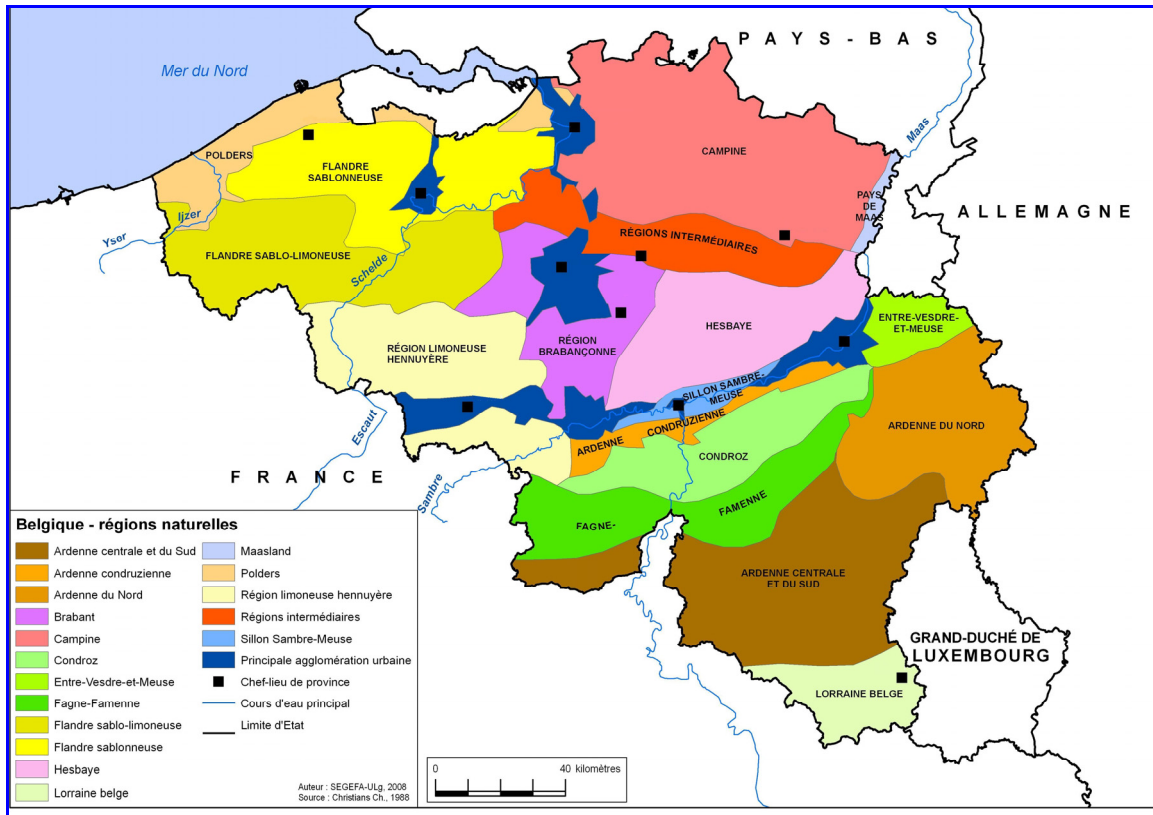 PAYS-BAS
Mer du Nord
Maas
POLDERS
CAMPINE
FLANDRE
SABLONNEUSE
PAYS
DE
MAAS
ALLEMAGNE
Ijzer
Yser
RÉGIONS INTERMÉDIAIRES
FLANDRE SABLO-LIMONEUSE
Schelde
ENTRE-VESDRE-
ET-MEUSE
HESBAYE
RÉGION LIMONEUSE
HENNUYÈRE
RÉGION
BRABANÇONNE
SILLON SAMBRE-
MEUSE
Escaut
ARDENNE CONDRUZIENNE
ARDENNE DU NORD
CONDROZ
FRANCE
Sambre
FAGNE-
FAMENNE
ARDENNE CENTRALE
ET DU SUD
GRAND-DUCHÉ DE
LUXEMBOURG
LORRAINE BELGE
Belgique - régions naturelles
Ardenne centrale et du Sud
Ardenne condruzienne
Ardenne du Nord
Brabant
Campine
Condroz
Entre-Vesdre-et-Meuse
Fagne-Famenne
Flandre sablo-limoneuse
Flandre sablonneuse
Hesbaye
Lorraine belge
Maasland
Polders
Région limoneuse hennuyère
Régions intermédiaires
Sillon Sambre-Meuse
Principale agglomération urbaine
Chef-lieu de province
Cours d'eau principal
Limite d'Etat
Auteur : SEGEFA-ULg, 2008
Source : Christians Ch., 1988
0 40 kilomètres